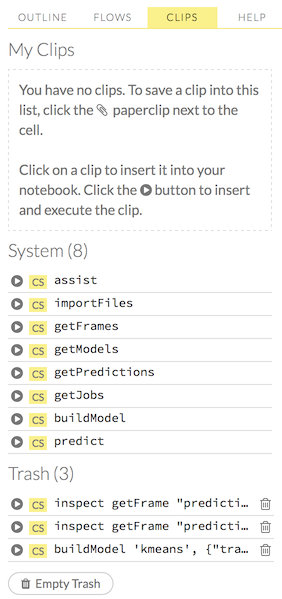 OUTLINE FLOWS CLIPS HELP
My Clips
You have no clips. To save a clip into this
list, click the paperclip next to the
cell.
Click on a clip to insert it into your
notebook. Click the button to insert
and execute the clip.
System (8)
CS assist
CS importFiles
CS getFrames
CS getModels
CS getPredictions
CS getJobs
CS buildModel
CS predict
Trash (3)
CS inspect getFrame "predicti…
CS inspect getFrame "predicti…
CS buildModel 'kmeans', {"tra…
Empty Trash